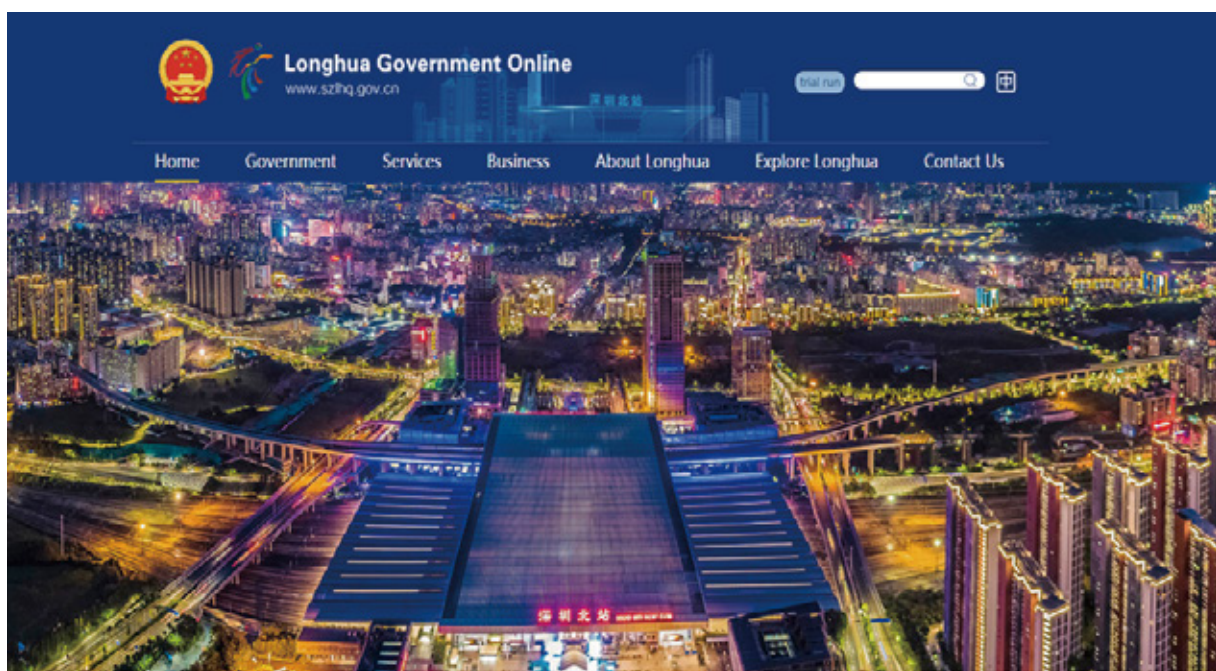 Longhua Government Online
www.szlhq.gov.cn
深圳北站
trial run
中
Home Government Services Business About Longhua Explore Longhua Contact Us
深圳北站